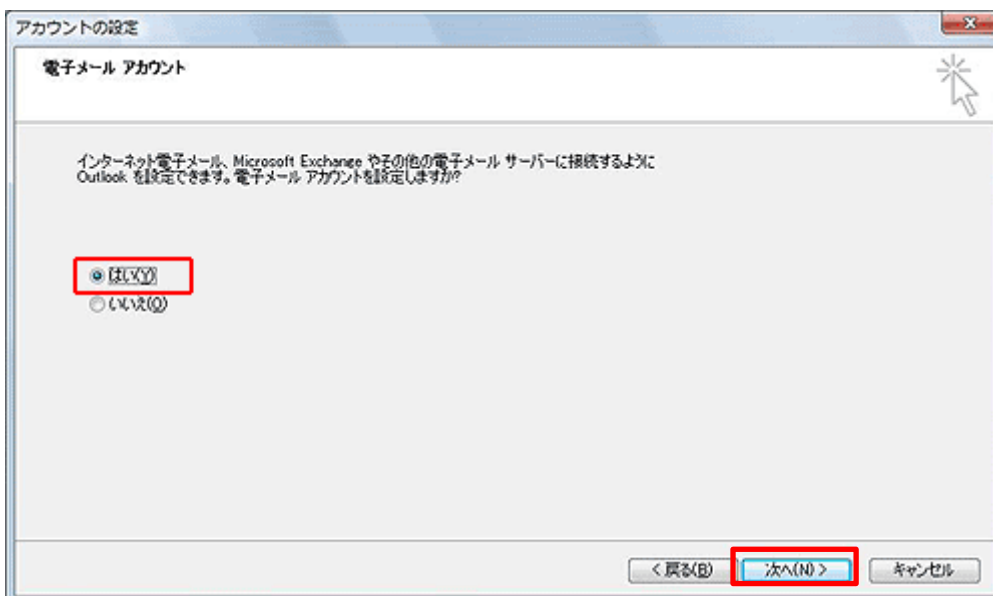 アカウントの設定
電子メール アカウント
インターネット電子メール、Microsoft Exchange やその他の電子メール サーバーに接続するように
Outlook を設定できます。電子メール アカウントを設定しますか?
はい(Y)
いいえ(O)
< 戻る(B) 次へ(N) > キャンセル